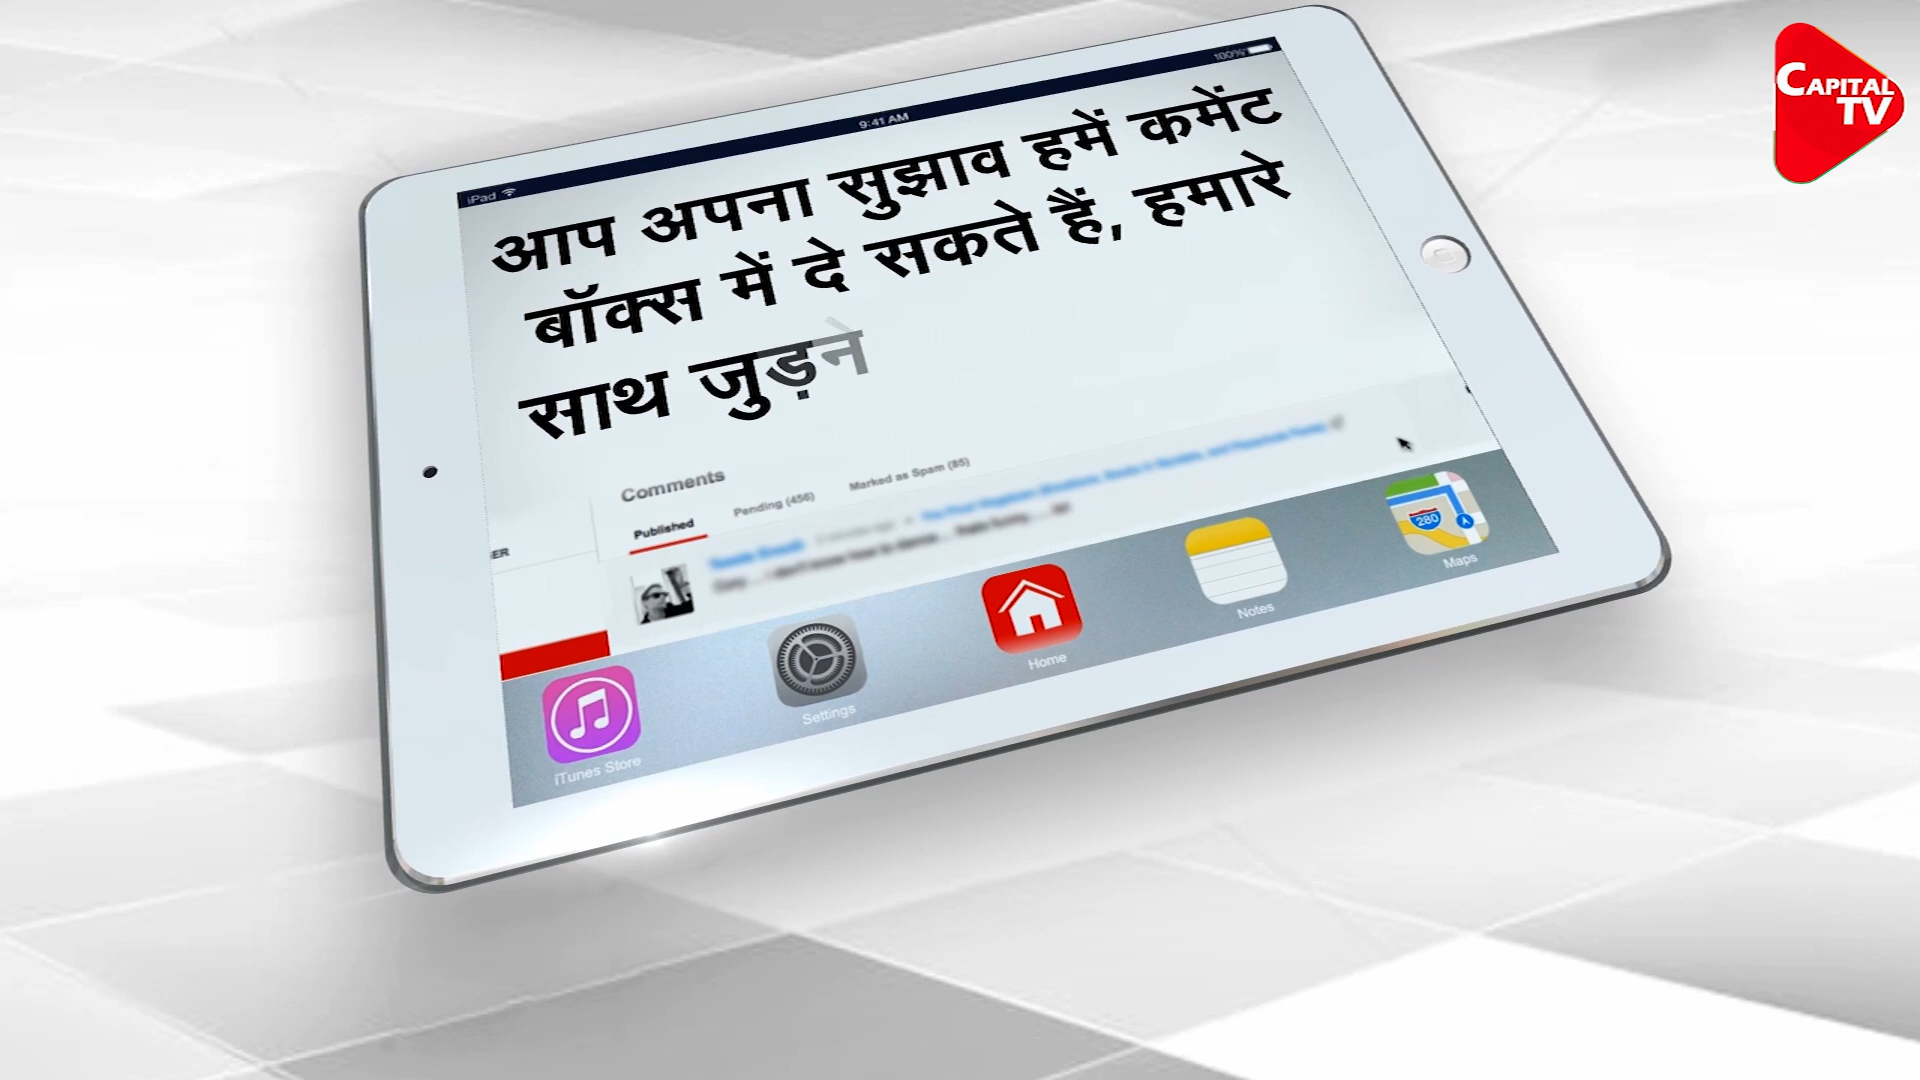 CAPITAL
TV
iPad
9:41 AM
100%
आप अपना सुझाव हमें कमेंट
बॉक्स में दे सकते हैं, हमारे
साथ जुड़ने
Comments
Published
Pending (456)
Marked as Spam (85)
ER
280
iTunes Store
Settings
Home
Notes
Maps